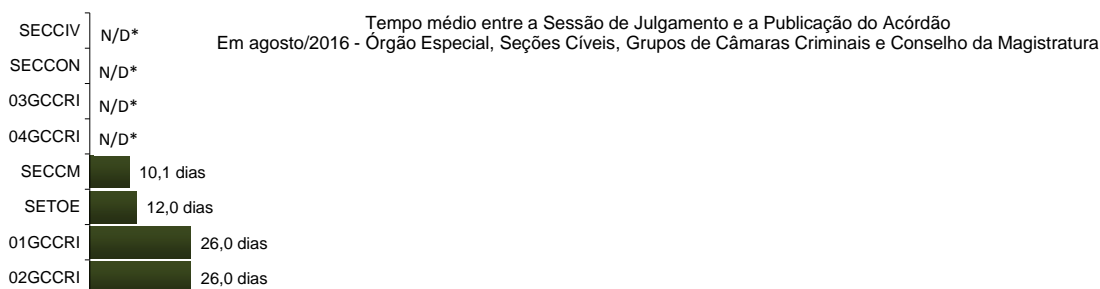 Tempo médio entre a Sessão de Julgamento e a Publicação do Acórdão
Em agosto/2016 - Órgão Especial, Seções Cíveis, Grupos de Câmaras Criminais e Conselho da Magistratura
SECCIV N/D*
SECCON N/D*
03GCCRI N/D*
04GCCRI N/D*
SECCM 10,1 dias
SETOE 12,0 dias
01GCCRI 26,0 dias
02GCCRI 26,0 dias